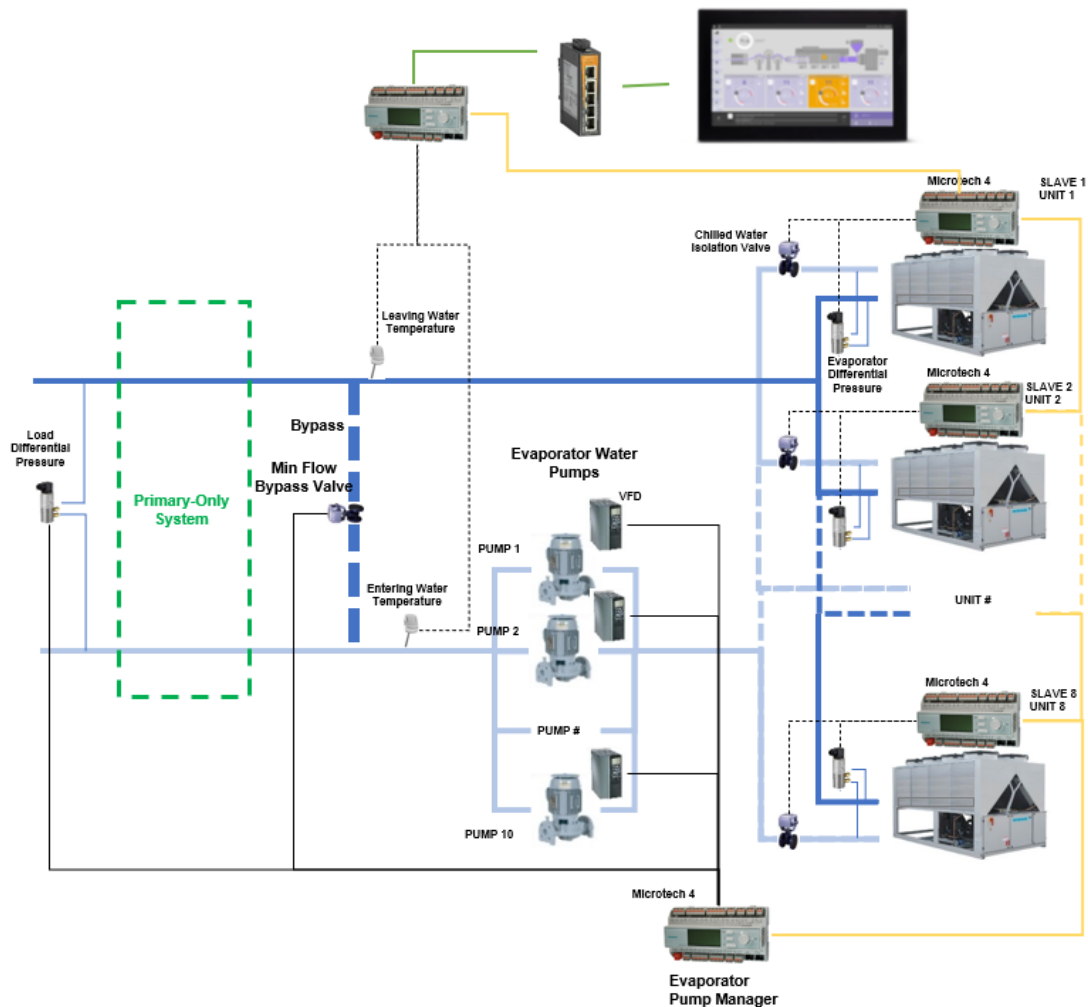 Microtech 4
SLAVE 1
UNIT 1
Chilled Water
Isolation Valve
Leaving Water
Temperature
Evaporator
Differential
Pressure
Microtech 4
SLAVE 2
UNIT 2
Load
Differential
Pressure
Bypass
Evaporator Water
Pumps
Min Flow
Bypass Valve
Primary-Only
System
VFD
PUMP 1
Entering Water
Temperature
PUMP 2
UNIT #
Microtech 4
SLAVE 8
UNIT 8
PUMP #
PUMP 10
Microtech 4
Evaporator
Pump Manager